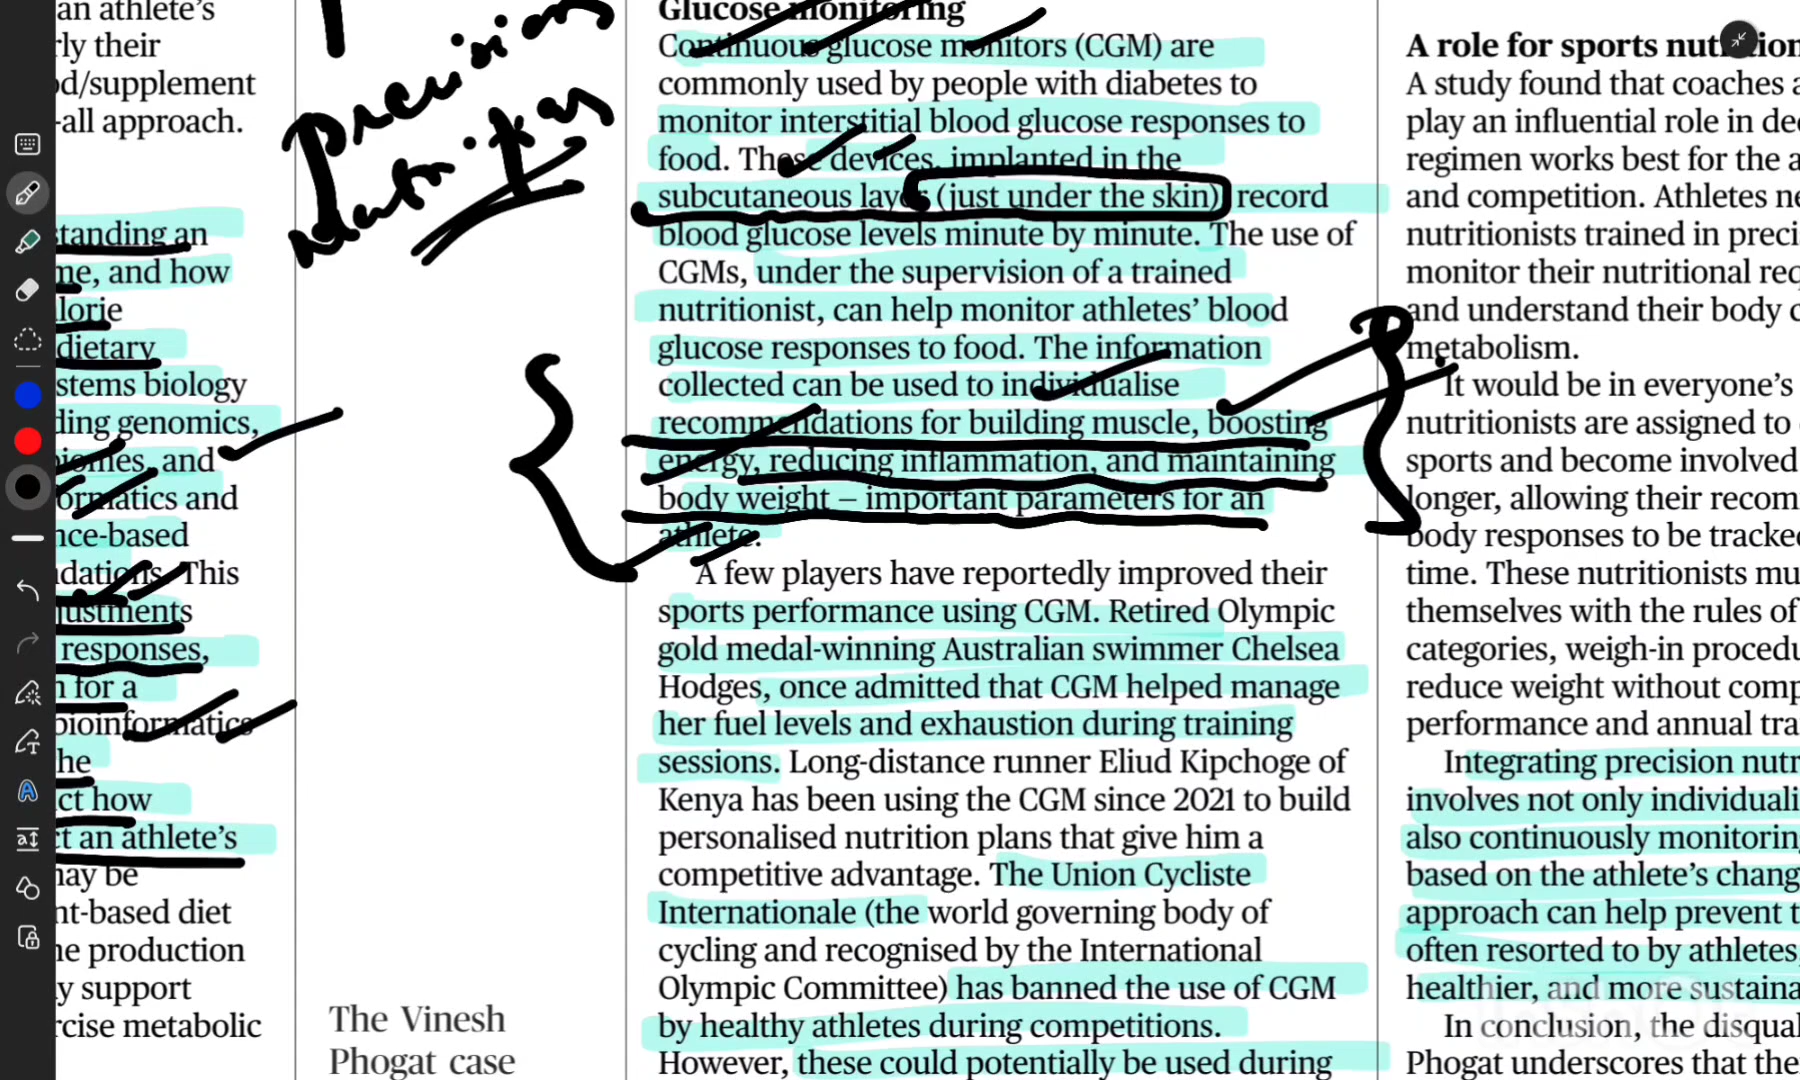 an athlete's
rly their
od/supplement
-all approach.
standing an
me, and how
lorie
dietary
stems biology
ding genomics,
biomes, and
ormatics and
nce-based
dations. This
justments
responses,
n for a
bioinformatics
he
ct how
ct an athlete's
may be
nt-based diet
ne production
y support
rcise metabolic
precision
nutrition
The Vinesh
Phogat case
Glucose monitoring
Continuous glucose monitors (CGM) are
commonly used by people with diabetes to
monitor interstitial blood glucose responses to
food. These devices, implanted in the
subcutaneous layer (just under the skin) record
blood glucose levels minute by minute. The use of
CGMs, under the supervision of a trained
nutritionist, can help monitor athletes' blood
glucose responses to food. The information
collected can be used to individualise
recommendations for building muscle, boosting
energy, reducing inflammation, and maintaining
body weight – important parameters for an
athlete.
A few players have reportedly improved their
sports performance using CGM. Retired Olympic
gold medal-winning Australian swimmer Chelsea
Hodges, once admitted that CGM helped manage
her fuel levels and exhaustion during training
sessions. Long-distance runner Eliud Kipchoge of
Kenya has been using the CGM since 2021 to build
personalised nutrition plans that give him a
competitive advantage. The Union Cycliste
Internationale (the world governing body of
cycling and recognised by the International
Olympic Committee) has banned the use of CGM
by healthy athletes during competitions.
However, these could potentially be used during
A role for sports nutrition
A study found that coaches a
play an influential role in de
regimen works best for the a
and competition. Athletes ne
nutritionists trained in preci
monitor their nutritional req
and understand their body c
metabolism.
It would be in everyone's
nutritionists are assigned to
sports and become involved
longer, allowing their recom
body responses to be tracke
time. These nutritionists mu
themselves with the rules of
categories, weigh-in procedu
reduce weight without comp
performance and annual tra
Integrating precision nutr
involves not only individuali
also continuously monitoring
based on the athlete's chang
approach can help prevent t
often resorted to by athletes,
healthier, and more sustaina
In conclusion, the disqual
Phogat underscores that the